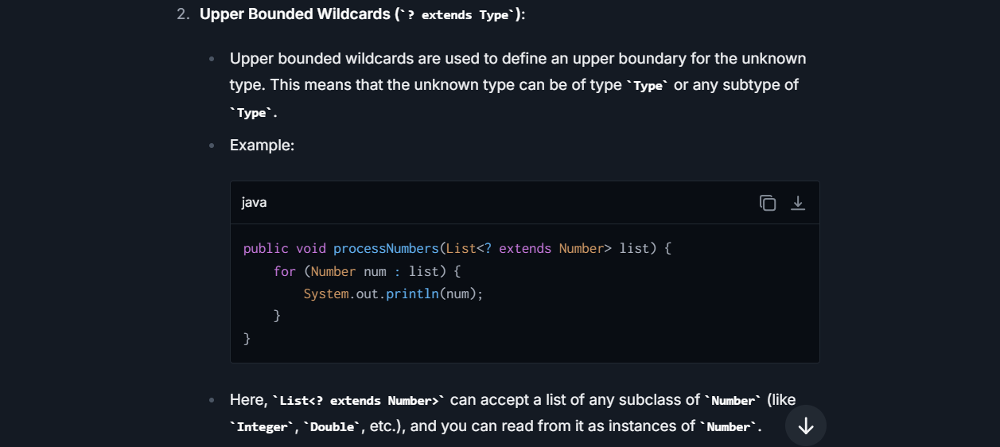 2. Upper Bounded Wildcards (`? extends Type`):
Upper bounded wildcards are used to define an upper boundary for the unknown
type. This means that the unknown type can be of type `Type` or any subtype of
`Type`.
Example:
java
public void processNumbers(List<? extends Number> list) {
    for (Number num : list) {
        System.out.println(num);
    }
}
Here, `List<? extends Number>` can accept a list of any subclass of `Number` (like
`Integer`, `Double`, etc.), and you can read from it as instances of `Number`.